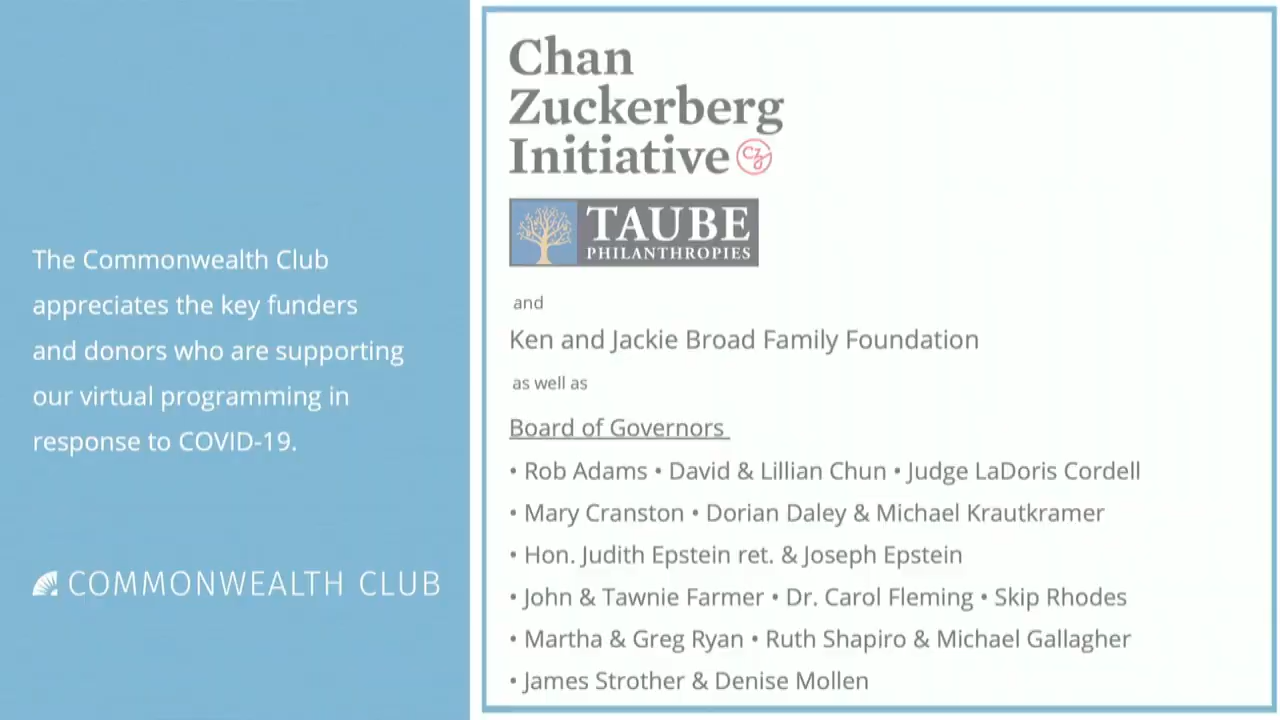 The Commonwealth Club
appreciates the key funders
and donors who are supporting
our virtual programming in
response to COVID-19.
COMMONWEALTH CLUB
Chan
Zuckerberg
Initiative CZI
TAUBE
PHILANTHROPIES
and
Ken and Jackie Broad Family Foundation
as well as
Board of Governors
• Rob Adams • David & Lillian Chun • Judge LaDoris Cordell
• Mary Cranston • Dorian Daley & Michael Krautkramer
• Hon. Judith Epstein ret. & Joseph Epstein
• John & Tawnie Farmer • Dr. Carol Fleming • Skip Rhodes
• Martha & Greg Ryan • Ruth Shapiro & Michael Gallagher
• James Strother & Denise Mollen